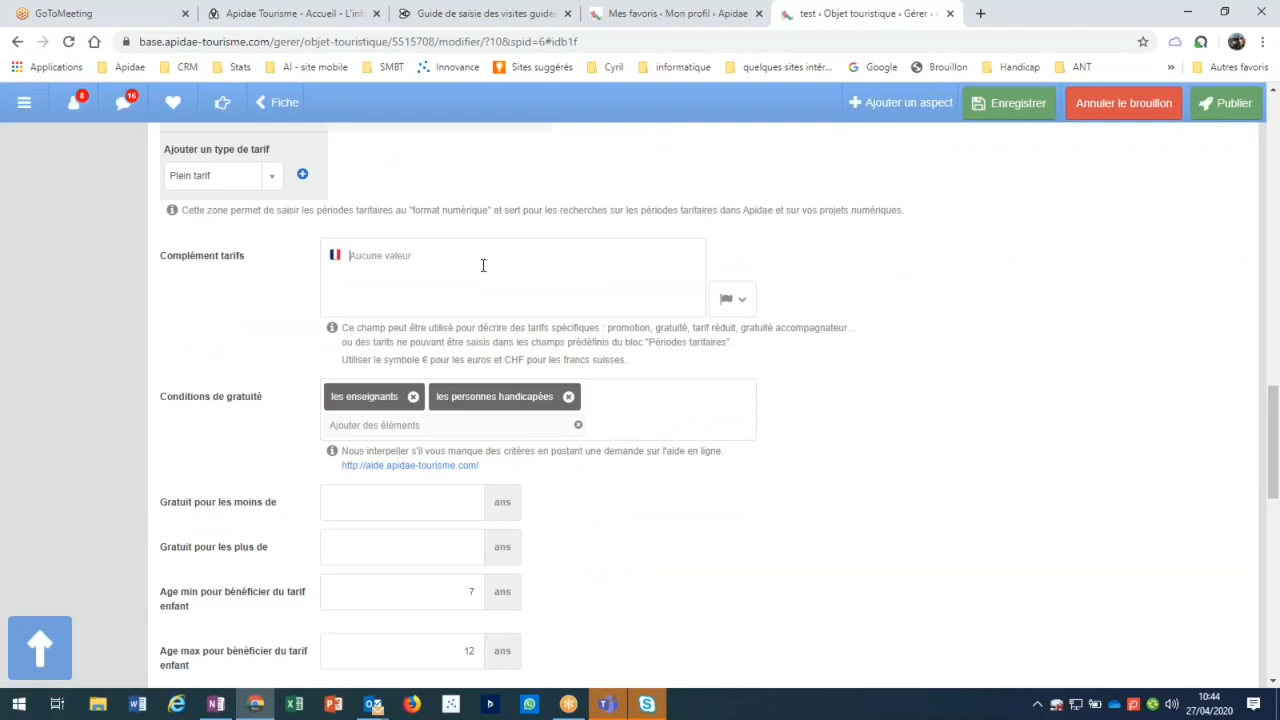 GoToMeeting
Apidae Tourisme - Accueil - L'inf
Guide de saisie des visites guidée
Mes favoris ‹ Mon profil ‹ Apidae
test ‹ Objet touristique ‹ Gérer ‹ A
base.apidae-tourisme.com/gerer/objet-touristique/5515708/modifier/?10&spid=6#idb1f
Applications
Apidae
CRM
Stats
AI - site mobile
SMBT
Innovance
Sites suggérés
Cyril
informatique
quelques sites intér...
Google
Brouillon
Handicap
ANT
»
Autres favoris
8
16
Fiche
Ajouter un aspect
Enregistrer
Annuler le brouillon
Publier
Ajouter un type de tarif
Plein tarif
Cette zone permet de saisir les périodes tarifaires au "format numérique" et sert pour les recherches sur les périodes tarifaires dans Apidae et sur vos projets numériques.
Complément tarifs
Aucune valeur
Ce champ peut être utilisé pour décrire des tarifs spécifiques : promotion, gratuité, tarif réduit, gratuité accompagnateur…
ou des tarifs ne pouvant être saisis dans les champs prédéfinis du bloc "Périodes tarifaires".
Utiliser le symbole € pour les euros et CHF pour les francs suisses.
Conditions de gratuité
les enseignants
les personnes handicapées
Ajouter des éléments
Nous interpeller s'il vous manque des critères en postant une demande sur l'aide en ligne.
http://aide.apidae-tourisme.com/
Gratuit pour les moins de
ans
Gratuit pour les plus de
ans
Age min pour bénéficier du tarif
enfant
7
ans
Age max pour bénéficier du tarif
enfant
12
ans
10:44
27/04/2020